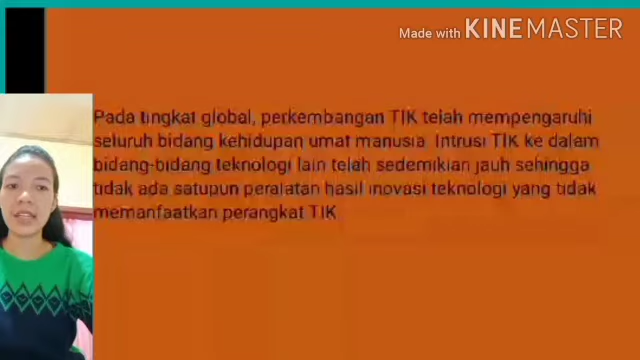 Made with KINEMASTER
Pada tingkat global, perkembangan TIK telah mempengaruhi
seluruh bidang kehidupan umat manusia. Intrusi TIK ke dalam
bidang-bidang teknologi lain telah sedemikian jauh sehingga
tidak ada satupun peralatan hasil inovasi teknologi yang tidak
memanfaatkan perangkat TIK